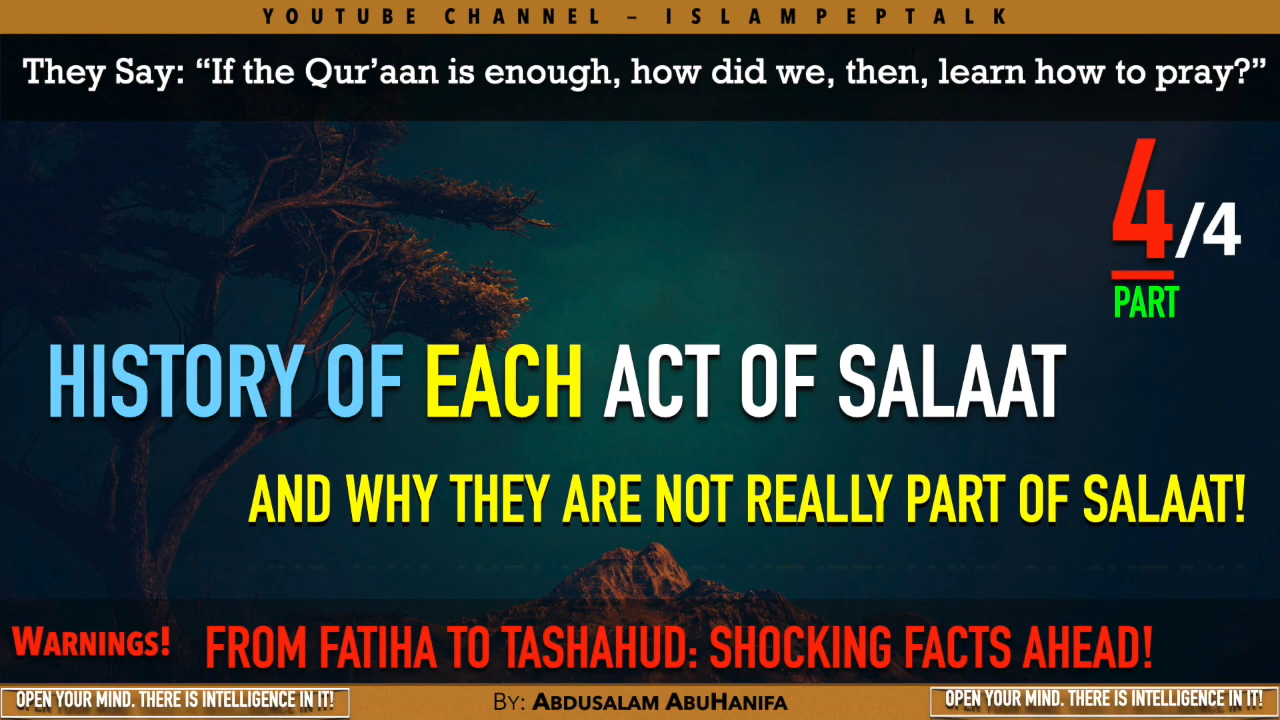 YOUTUBE CHANNEL – ISLAMPEPTALK
They Say: “If the Qur’aan is enough, how did we, then, learn how to pray?”
4/4
PART
HISTORY OF EACH ACT OF SALAAT
AND WHY THEY ARE NOT REALLY PART OF SALAAT!
WARNINGS! FROM FATIHA TO TASHAHUD: SHOCKING FACTS AHEAD!
OPEN YOUR MIND. THERE IS INTELLIGENCE IN IT!
BY: ABDUSALAM ABUHANIFA
OPEN YOUR MIND. THERE IS INTELLIGENCE IN IT!